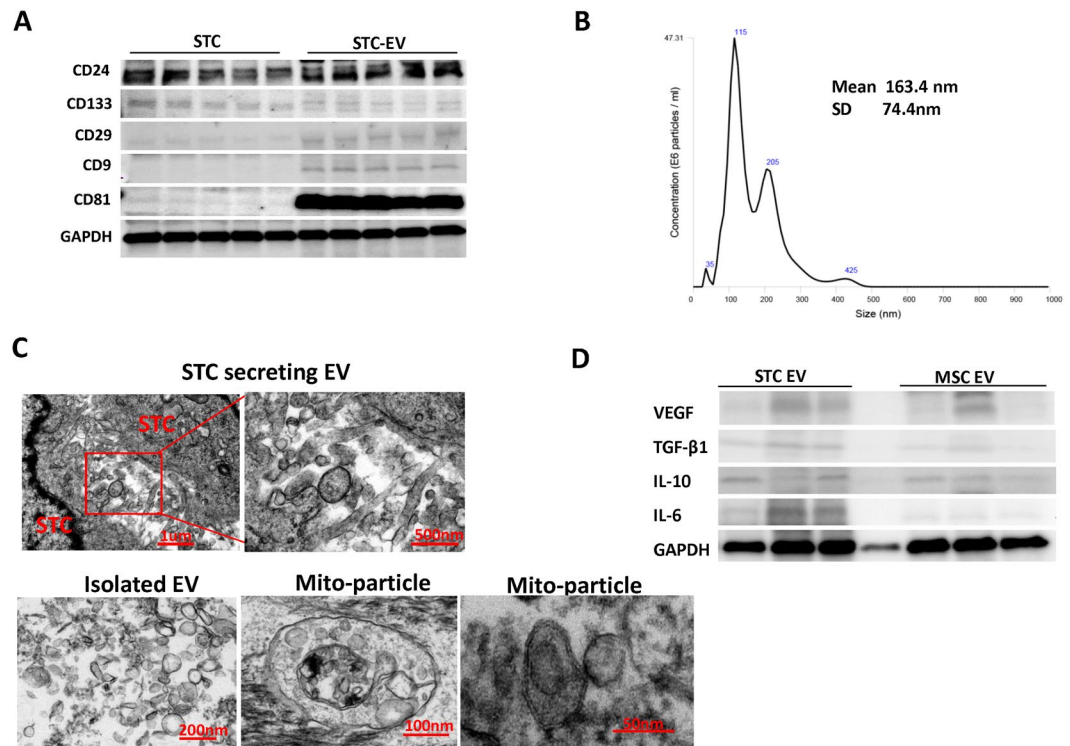 A
STC STC-EV
CD24
CD133
CD29
CD9
CD81
GAPDH
B
47.31
115
205
35
425
Mean 163.4 nm
SD 74.4nm
Concentration (E6 particles / ml)
0 100 200 300 400 500 600 700 800 900 1000
Size (nm)
C
STC secreting EV
STC
STC
1um
500nm
Isolated EV
Mito-particle
Mito-particle
200nm
100nm
50nm
D
STC EV MSC EV
VEGF
TGF-β1
IL-10
IL-6
GAPDH